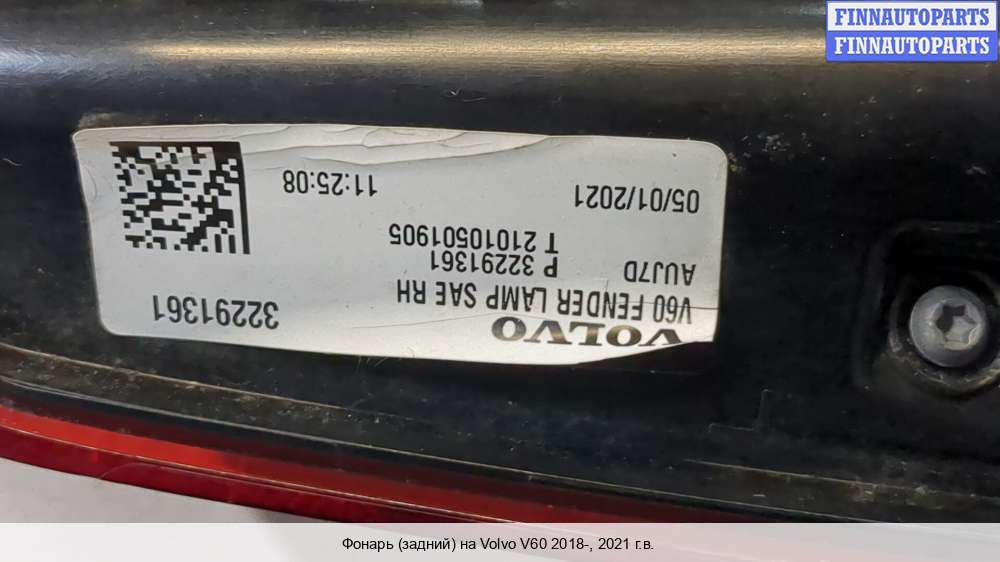 FINNAUTOPARTS
FINNAUTOPARTS
VOLVO
V60 FENDER LAMP SAE RH
32291361
AUJ7D
P 32291361
T 21010501905
05/01/2021
11:25:08
Фонарь (задний) на Volvo V60 2018-, 2021 г.в.